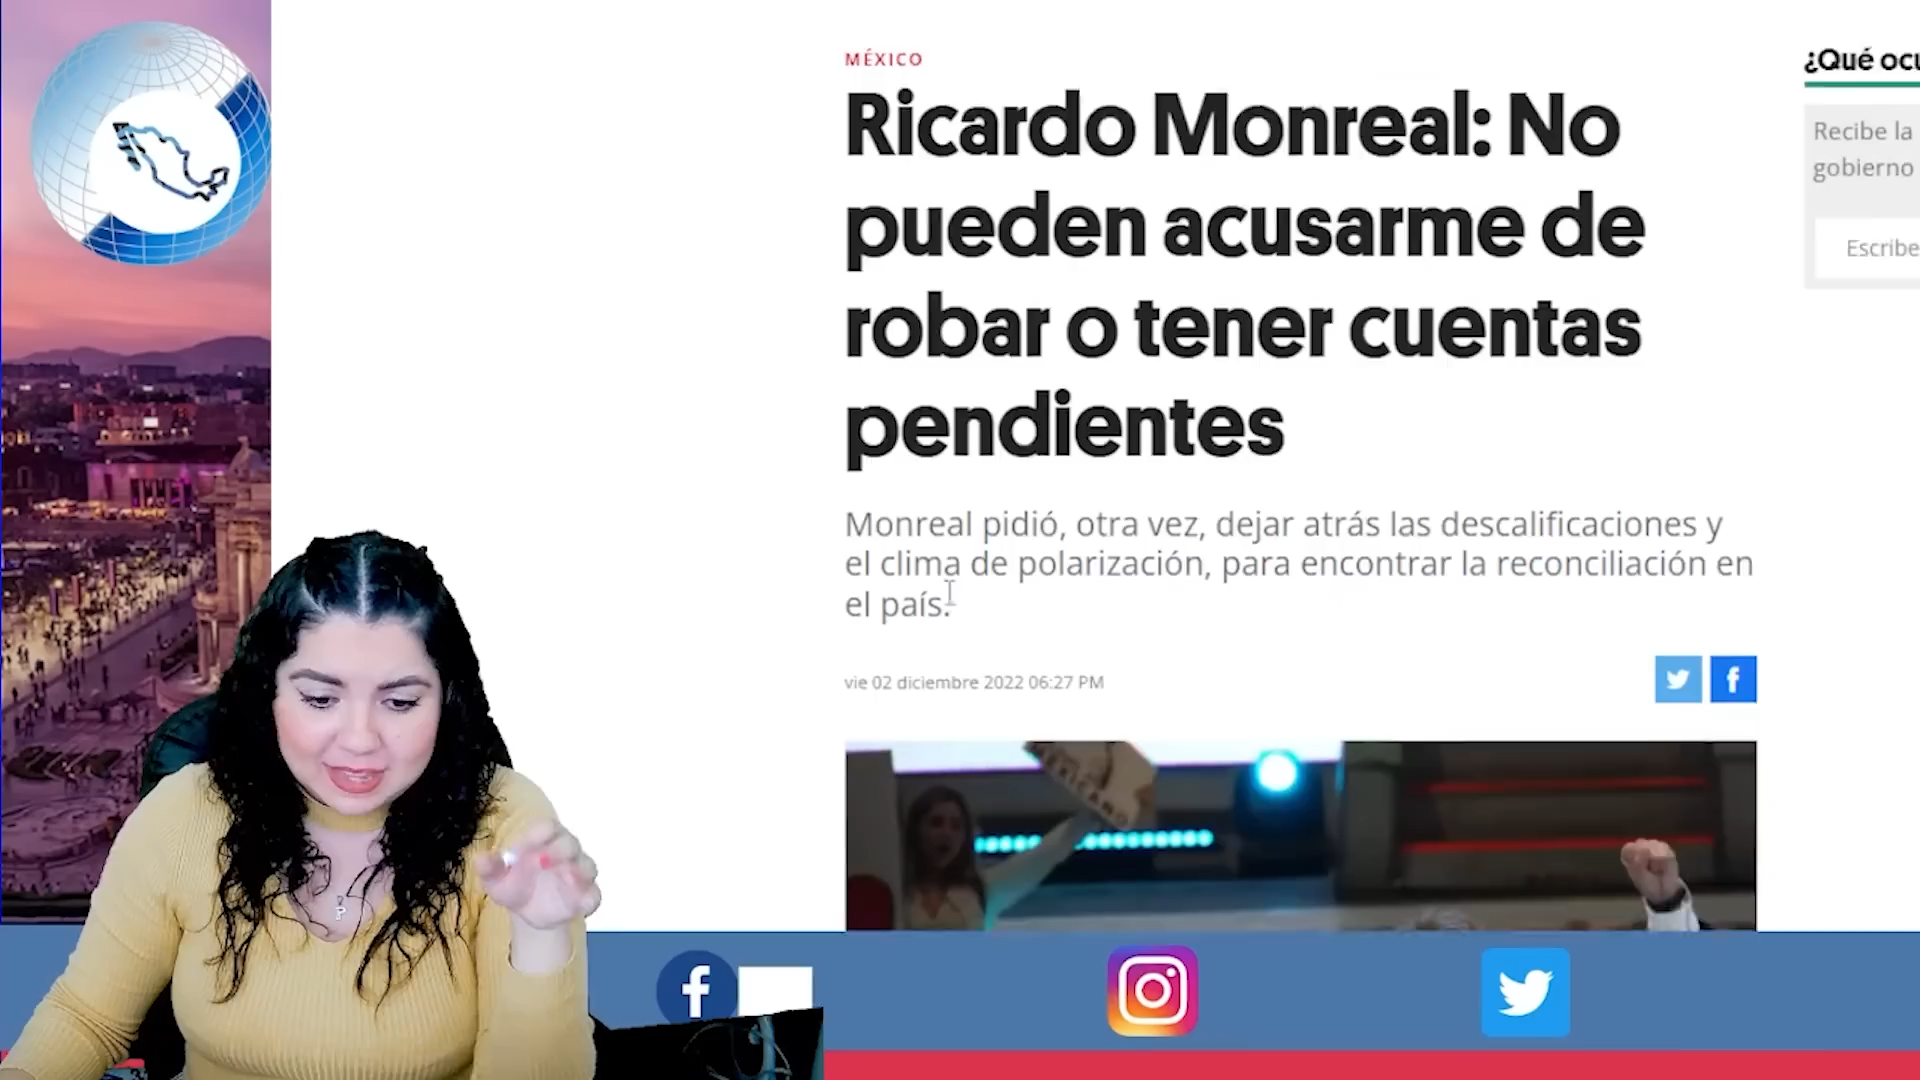 MÉXICO
Ricardo Monreal: No
pueden acusarme de
robar o tener cuentas
pendientes
Monreal pidió, otra vez, dejar atrás las descalificaciones y
el clima de polarización, para encontrar la reconciliación en
el país.
vie 02 diciembre 2022 06:27 PM
¿Qué ocu
Recibe la
gobierno
Escribe